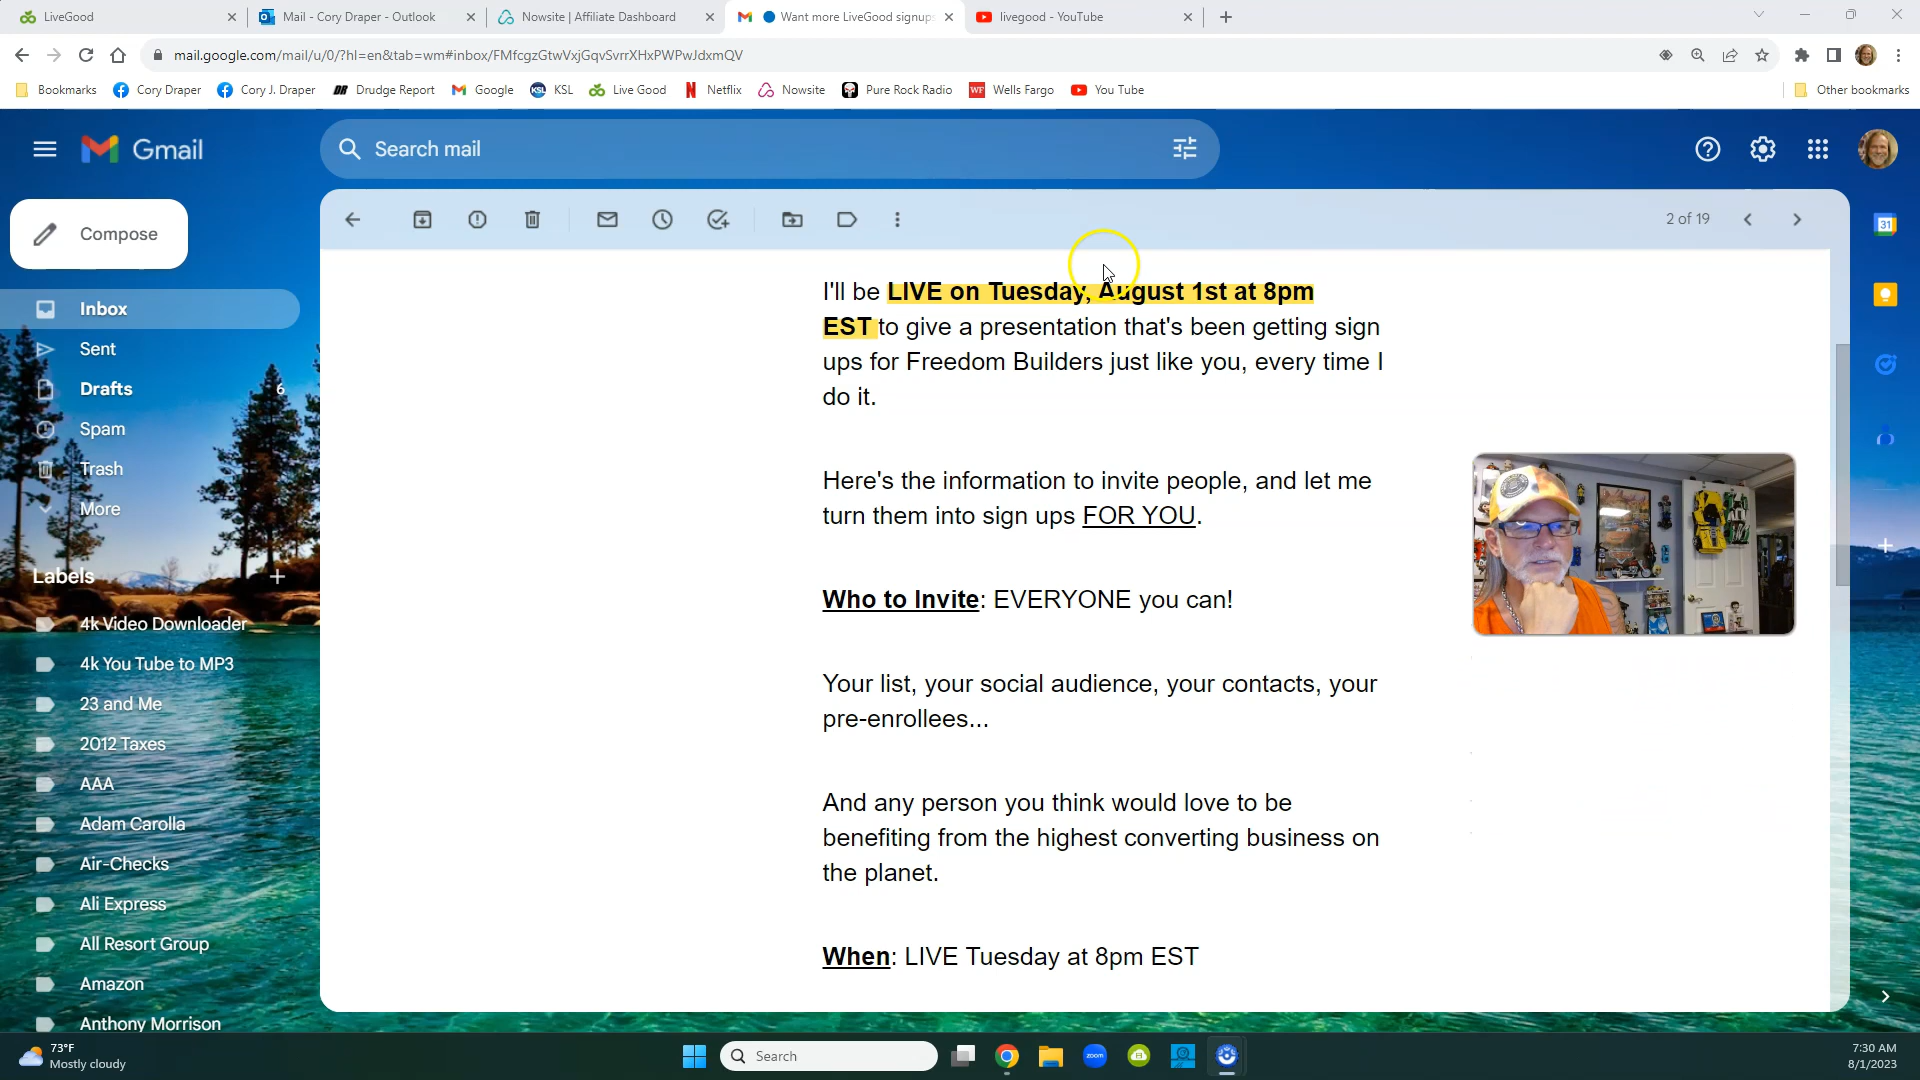 LiveGood
Mail - Cory Draper - Outlook
Nowsite | Affiliate Dashboard
Want more LiveGood signups
livegood - YouTube
mail.google.com/mail/u/0/?hl=en&tab=wm#inbox/FMfcgzGtwVxjGqvSvrrXHxPWPwJdxmQV
Bookmarks
Cory Draper
Cory J. Draper
DR Drudge Report
Google
KSL KSL
Live Good
Netflix
Nowsite
Pure Rock Radio
WF Wells Fargo
You Tube
Other bookmarks
Gmail
Search mail
Compose
2 of 19
31
Inbox
Sent
Drafts 6
Spam
Trash
More
Labels
4k Video Downloader
4k You Tube to MP3
23 and Me
2012 Taxes
AAA
Adam Carolla
Air-Checks
Ali Express
All Resort Group
Amazon
Anthony Morrison
I'll be LIVE on Tuesday, August 1st at 8pm
EST to give a presentation that's been getting sign
ups for Freedom Builders just like you, every time I
do it.
Here's the information to invite people, and let me
turn them into sign ups FOR YOU.
Who to Invite: EVERYONE you can!
Your list, your social audience, your contacts, your
pre-enrollees...
And any person you think would love to be
benefiting from the highest converting business on
the planet.
When: LIVE Tuesday at 8pm EST
73°F
Mostly cloudy
Search
zoom
7:30 AM
8/1/2023